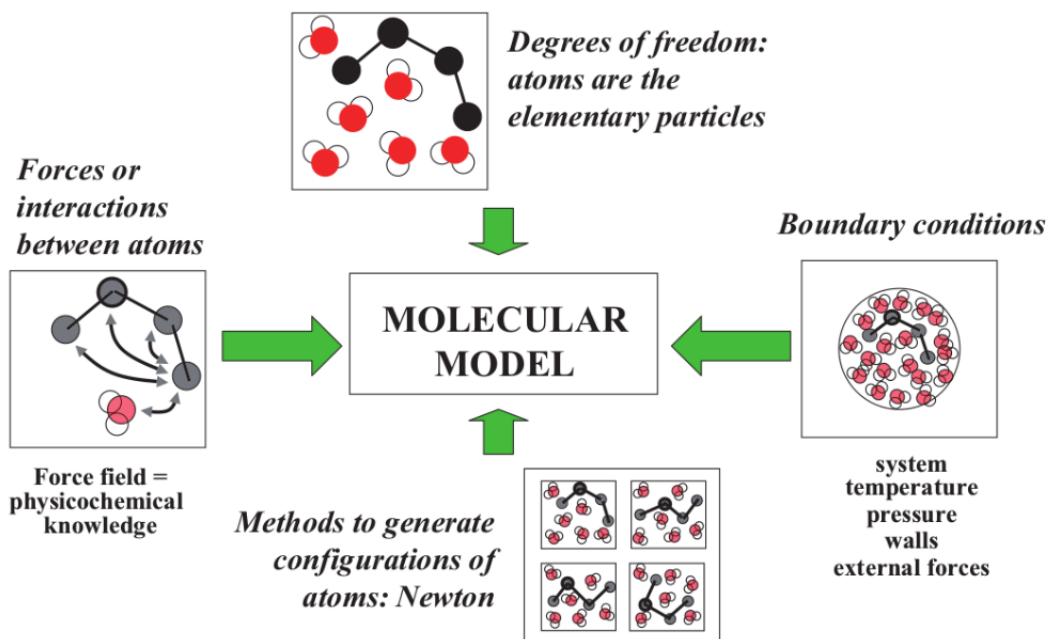 Degrees of freedom:
atoms are the
elementary particles
Forces or
interactions
between atoms
Boundary conditions
MOLECULAR
MODEL
Force field =
physicochemical
knowledge
Methods to generate
configurations of
atoms: Newton
system
temperature
pressure
walls
external forces